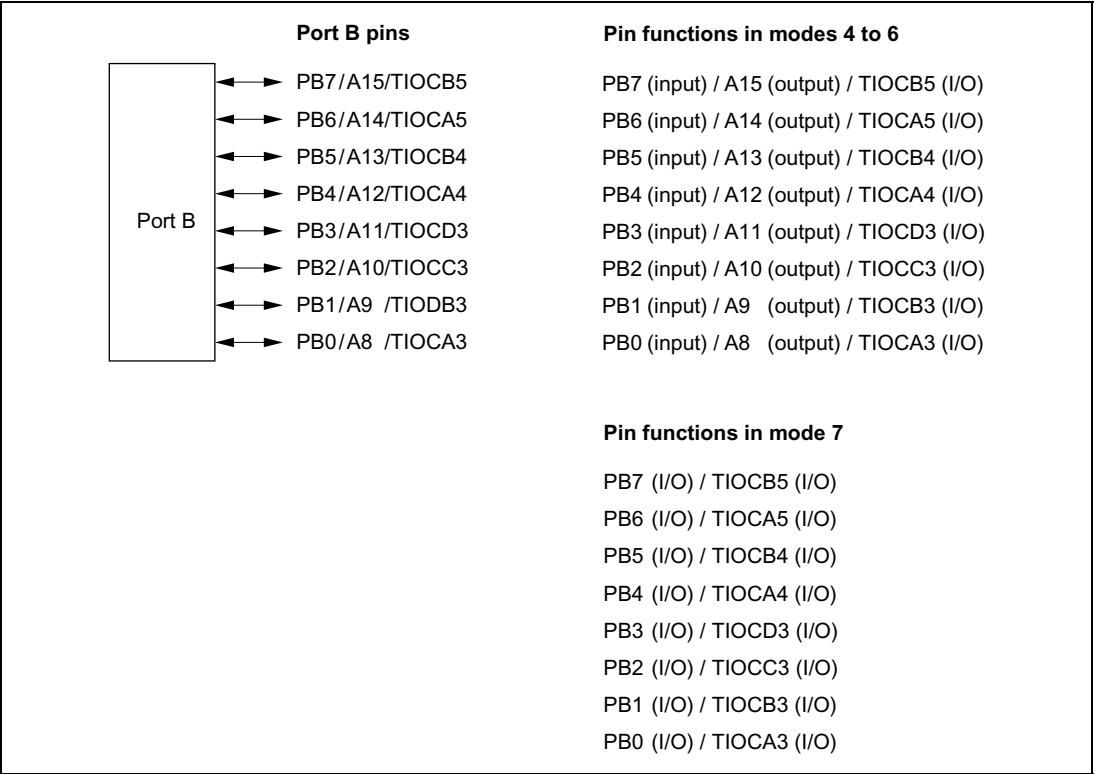 Port B pins
Pin functions in modes 4 to 6
Port B
PB7/A15/TIOCB5
PB7 (input) / A15 (output) / TIOCB5 (I/O)
PB6/A14/TIOCA5
PB6 (input) / A14 (output) / TIOCA5 (I/O)
PB5/A13/TIOCB4
PB5 (input) / A13 (output) / TIOCB4 (I/O)
PB4/A12/TIOCA4
PB4 (input) / A12 (output) / TIOCA4 (I/O)
PB3/A11/TIOCD3
PB3 (input) / A11 (output) / TIOCD3 (I/O)
PB2/A10/TIOCC3
PB2 (input) / A10 (output) / TIOCC3 (I/O)
PB1/A9 /TIODB3
PB1 (input) / A9 (output) / TIOCB3 (I/O)
PB0/A8 /TIOCA3
PB0 (input) / A8 (output) / TIOCA3 (I/O)
Pin functions in mode 7
PB7 (I/O) / TIOCB5 (I/O)
PB6 (I/O) / TIOCA5 (I/O)
PB5 (I/O) / TIOCB4 (I/O)
PB4 (I/O) / TIOCA4 (I/O)
PB3 (I/O) / TIOCD3 (I/O)
PB2 (I/O) / TIOCC3 (I/O)
PB1 (I/O) / TIOCB3 (I/O)
PB0 (I/O) / TIOCA3 (I/O)